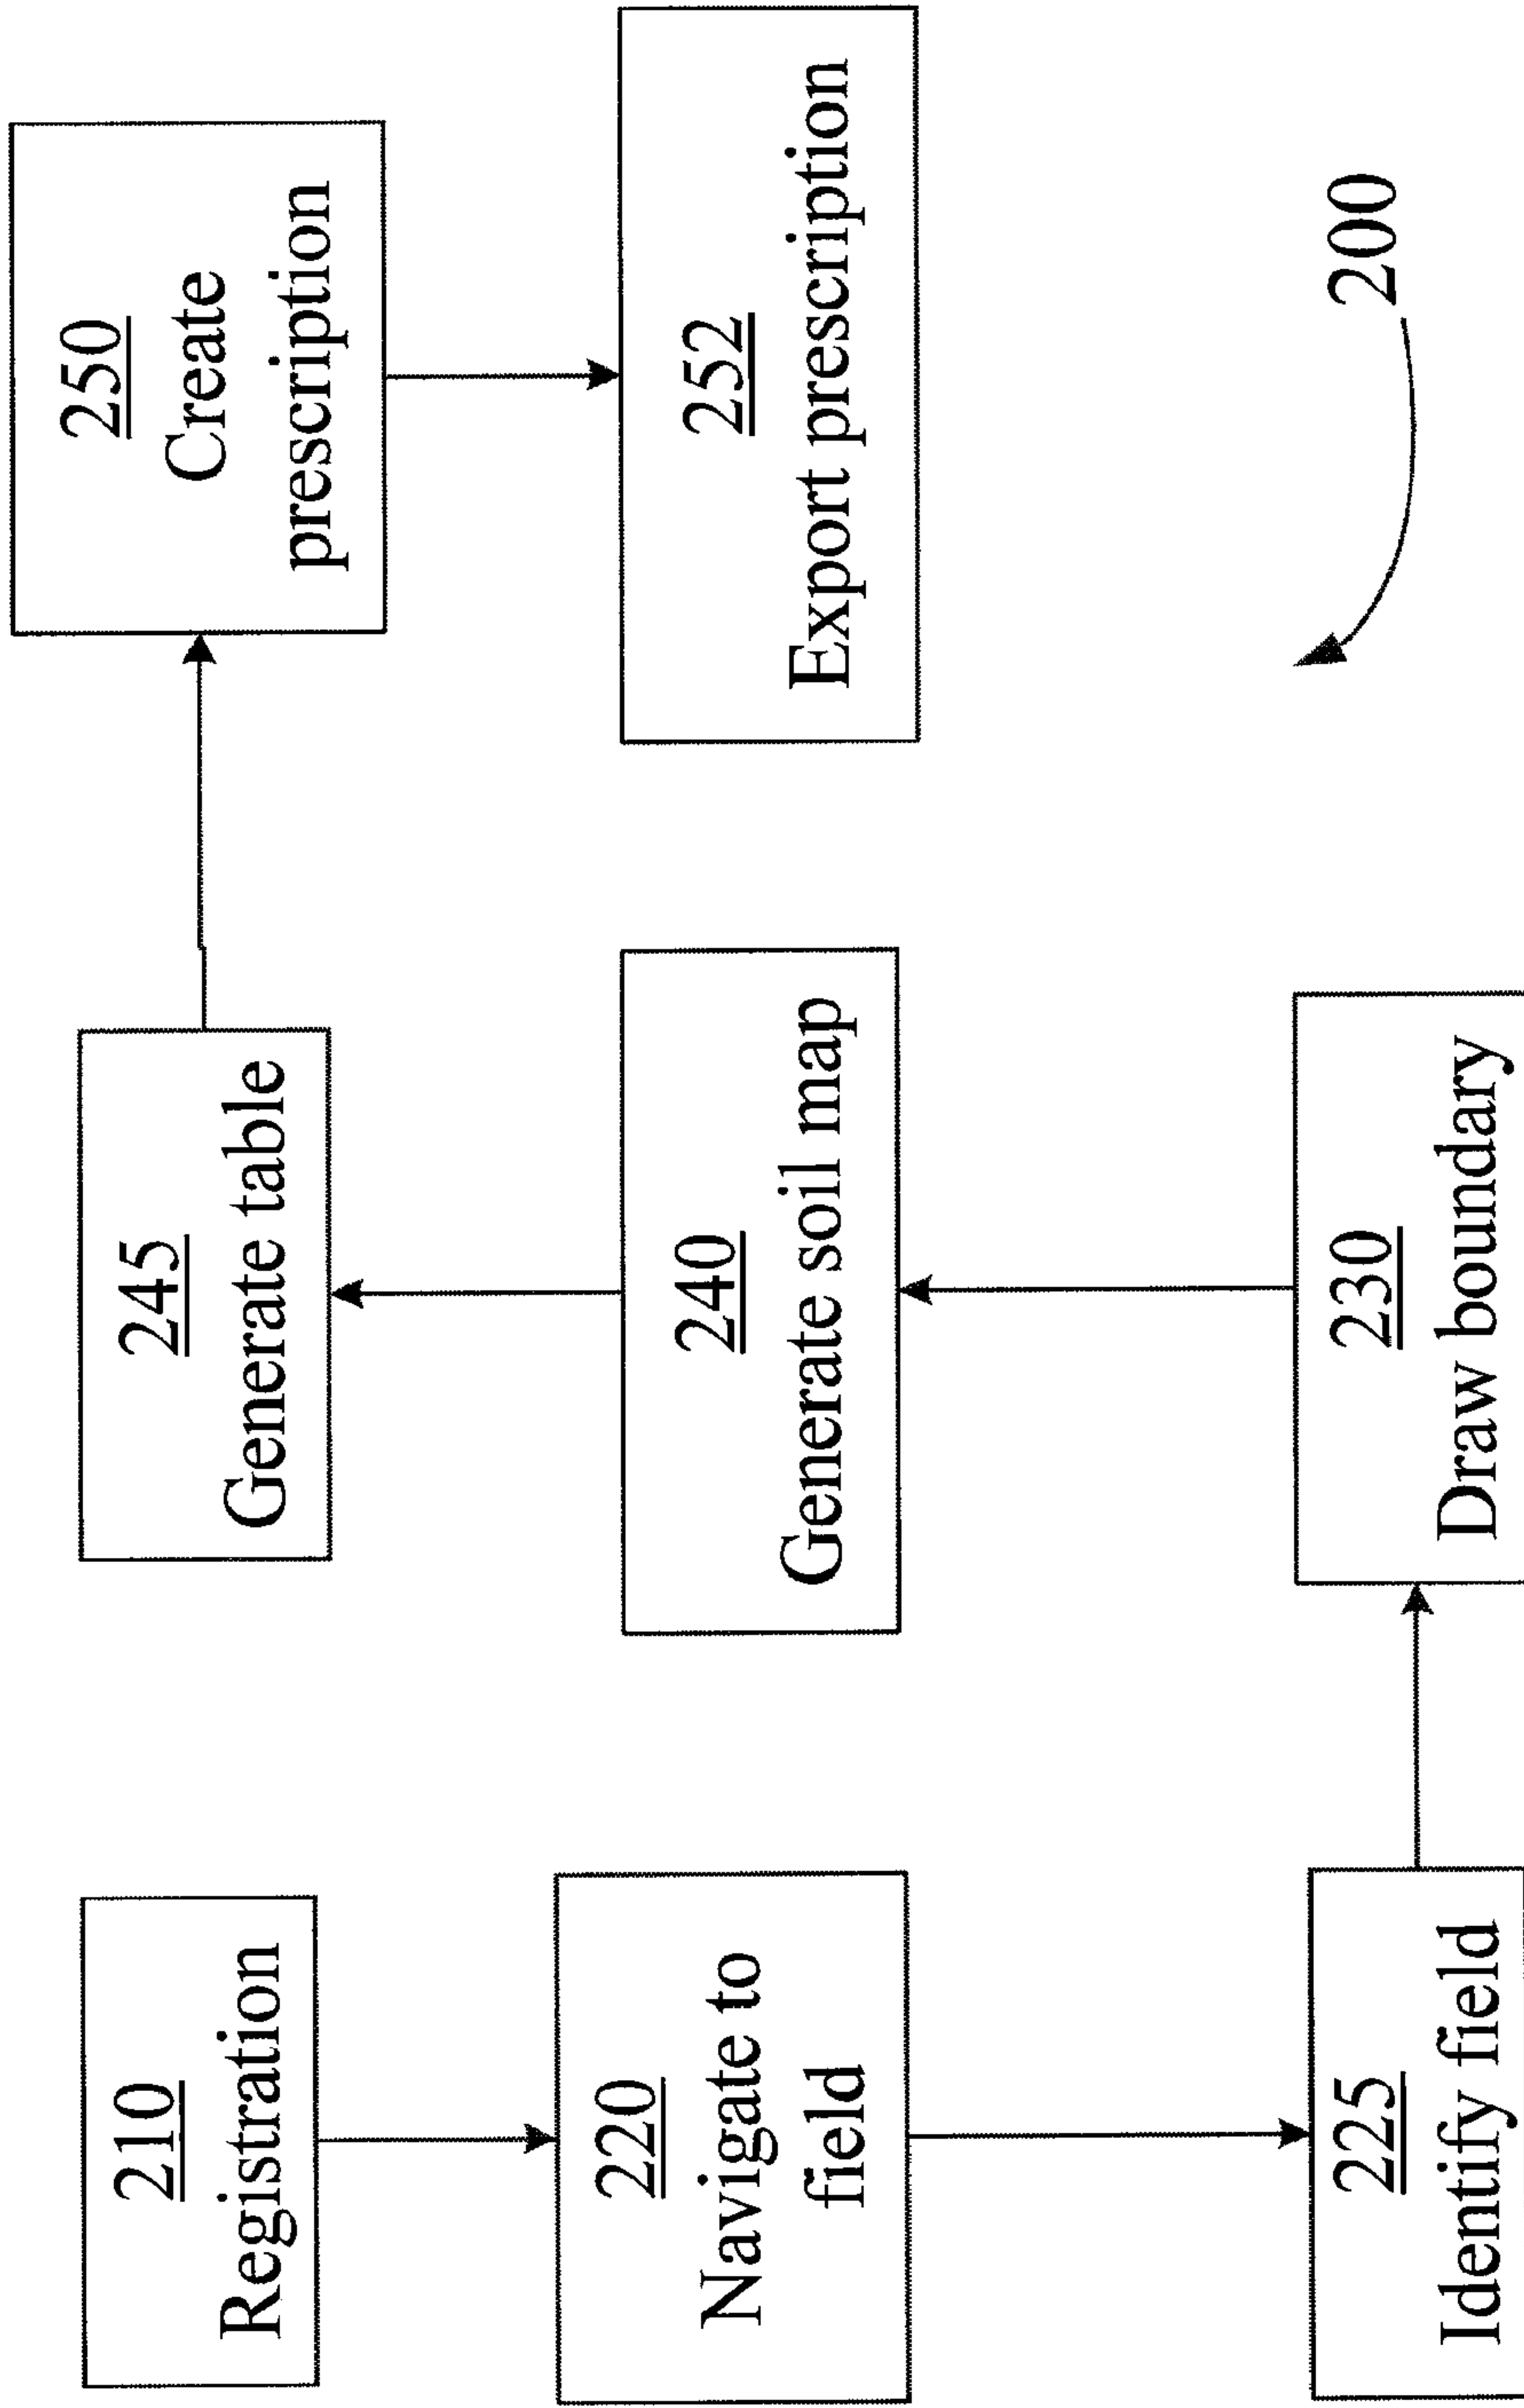 210
Registration
220
Navigate to
field
225
Identify field
230
Draw boundary
240
Generate soil map
245
Generate table
250
Create
prescription
252
Export prescription
200